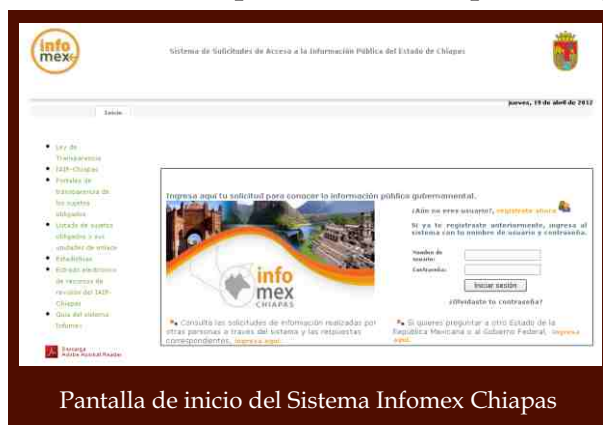 info
mex
Sistema de Solicitudes de Acceso a la Información Pública del Estado de Chiapas
jueves, 19 de abril de 2012
Inicio
Ley de
Transparencia
IAIP-Chiapas
Portales de
transparencia de
los sujetos
obligados
Listado de sujetos
obligados y sus
unidades de enlace
Estadísticas
Estrado electrónico
de recursos de
revisión del IAIP-
Chiapas
Guía del sistema
Infomex
Descarga
Adobe Acrobat Reader
Ingresa aquí tu solicitud para conocer la información pública gubernamental.
info
mex
CHIAPAS
¿Aún no eres usuario?, regístrate ahora
Si ya te registraste anteriormente, ingresa al
sistema con tu nombre de usuario y contraseña.
Nombre de
usuario:
Contraseña:
Iniciar sesión
¿Olvidaste tu contraseña?
Consulta las solicitudes de información realizadas por
otras personas a través del sistema y las respuestas
correspondientes, ingresa aquí.
Si quieres preguntar a otro Estado de la
República Mexicana o al Gobierno Federal, ingresa
aquí.
Pantalla de inicio del Sistema Infomex Chiapas